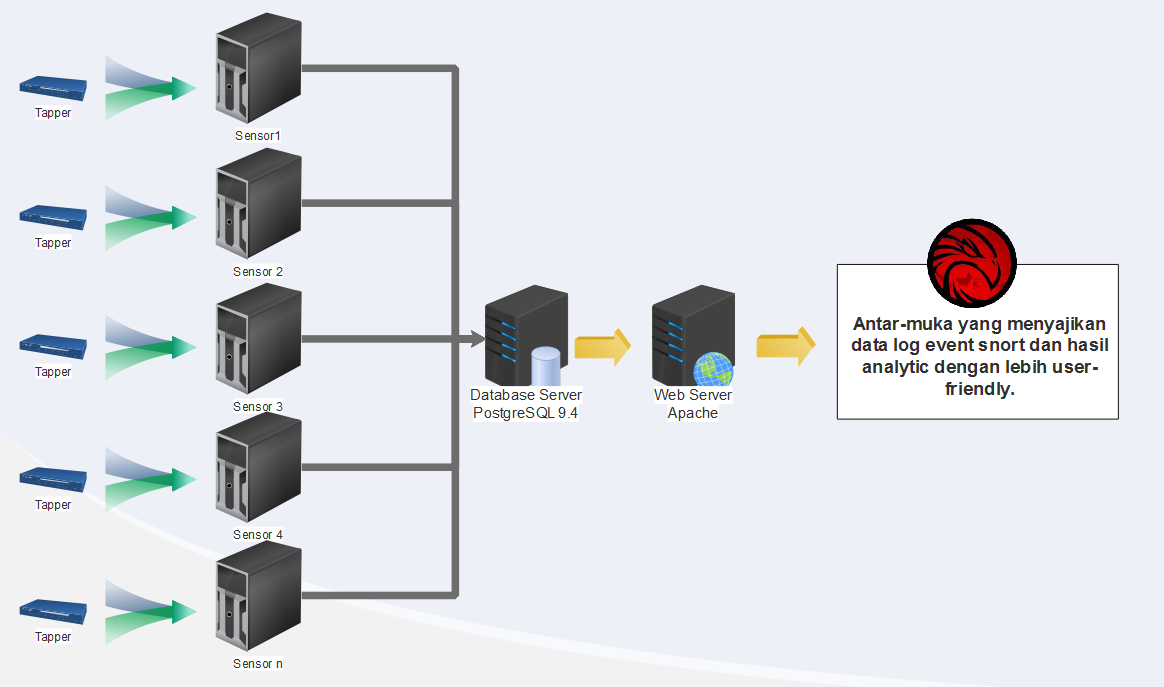 Tapper
Sensor1
Tapper
Sensor 2
Tapper
Sensor 3
Tapper
Sensor 4
Tapper
Sensor n
Database Server
PostgreSQL 9.4
Web Server
Apache
Antar-muka yang menyajikan
data log event snort dan hasil
analytic dengan lebih user-
friendly.